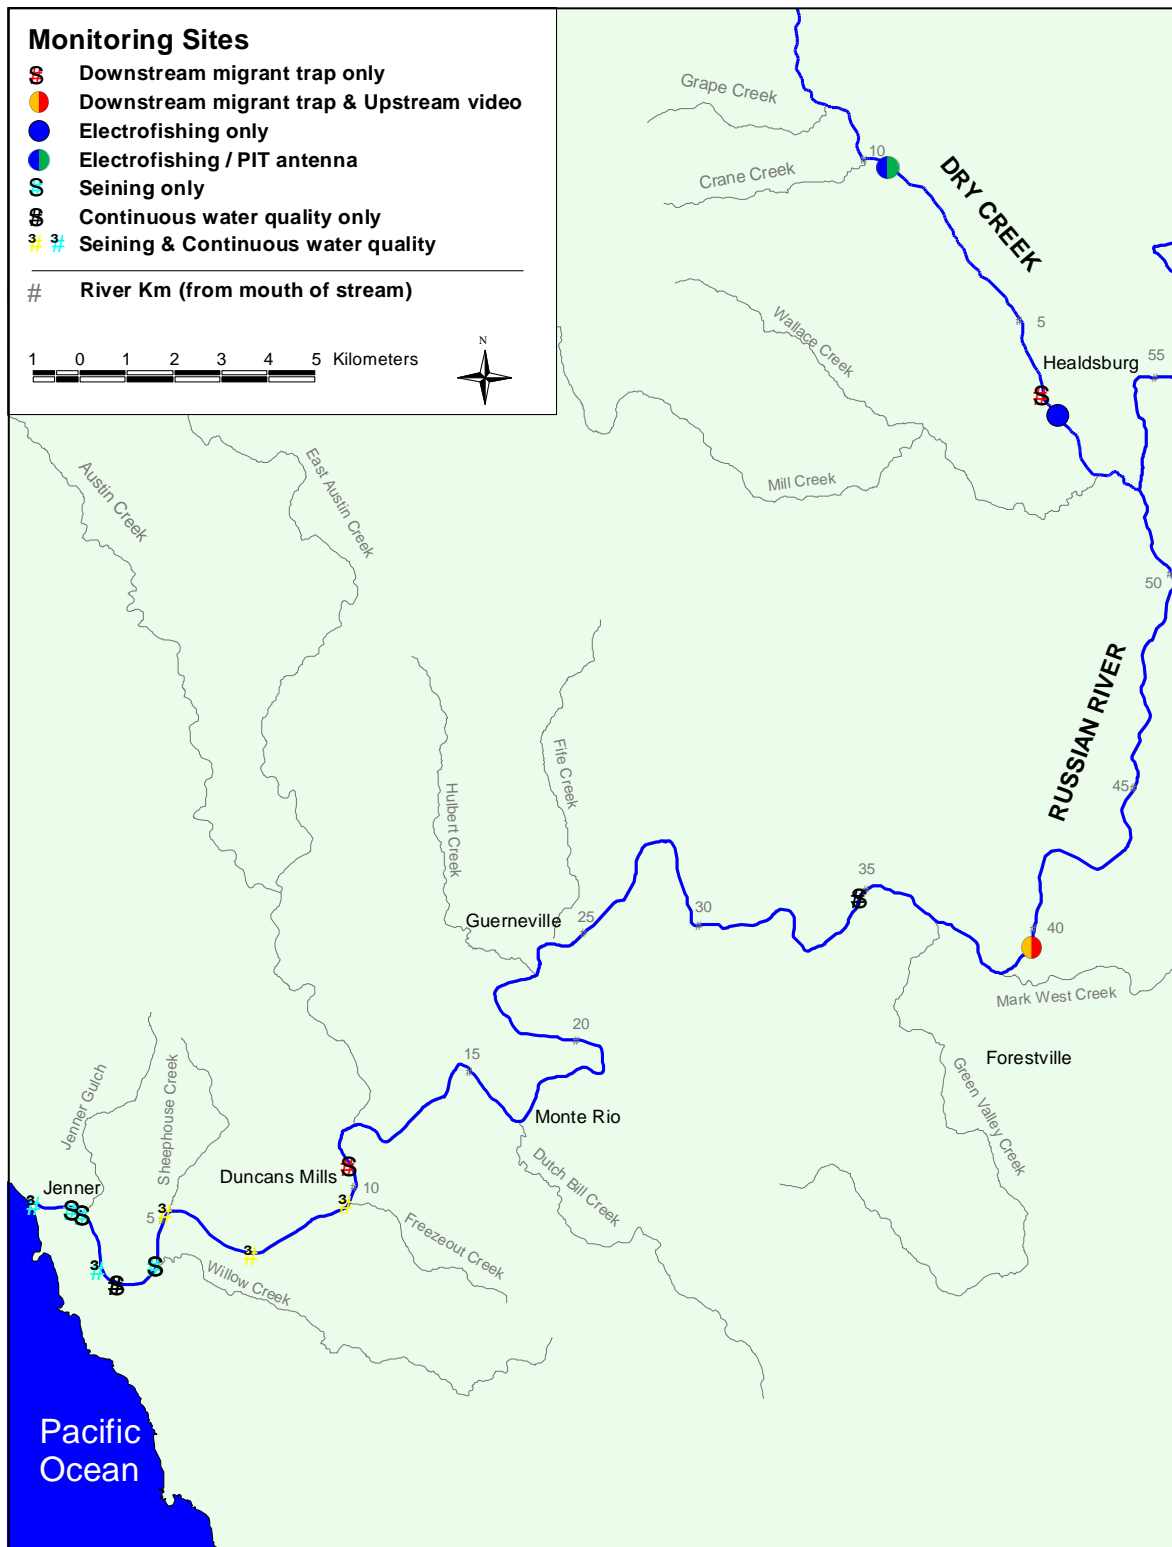 Monitoring Sites
Downstream migrant trap only
Downstream migrant trap & Upstream video
Electrofishing only
Electrofishing / PIT antenna
Seining only
Continuous water quality only
Seining & Continuous water quality
# River Km (from mouth of stream)
1 0 1 2 3 4 5 Kilometers
N
Grape Creek
10
Crane Creek
DRY CREEK
Wallace Creek
5
Healdsburg
55
Mill Creek
Austin Creek
East Austin Creek
50
RUSSIAN RIVER
45
Fife Creek
Hulbert Creek
35
Guerneville
25
30
40
Mark West Creek
20
Forestville
15
Green Valley Creek
Jenner Gulch
Sheephouse Creek
Monte Rio
Dutch Bill Creek
Duncans Mills
10
Jenner
5
Freezeout Creek
Willow Creek
Pacific
Ocean